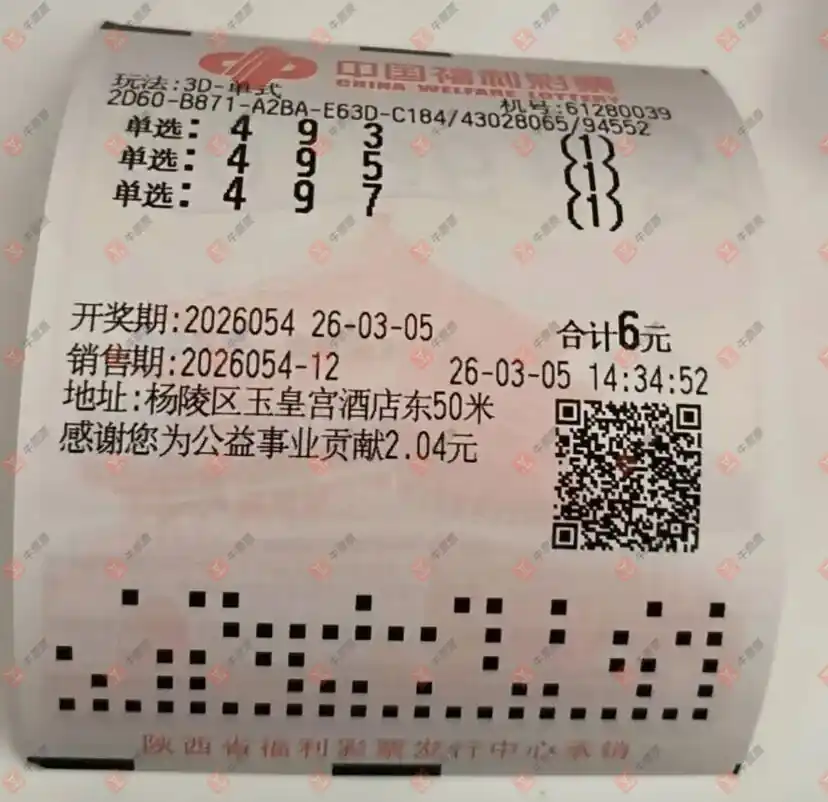 中国福利彩票
CHINA WELFARE LOTTERY
玩法:3D-单式 机号:61280039
2D60-B871-A2BA-E63D-C184/43028065/94552
单选: 4 9 3 (1)
单选: 4 9 5 (1)
单选: 4 9 7 (1)
开奖期:2026054 26-03-05 合计6元
销售期:2026054-12 26-03-05 14:34:52
地址:杨陵区玉皇宫酒店东50米
感谢您为公益事业贡献2.04元
陕西省福利彩票发行中心承销